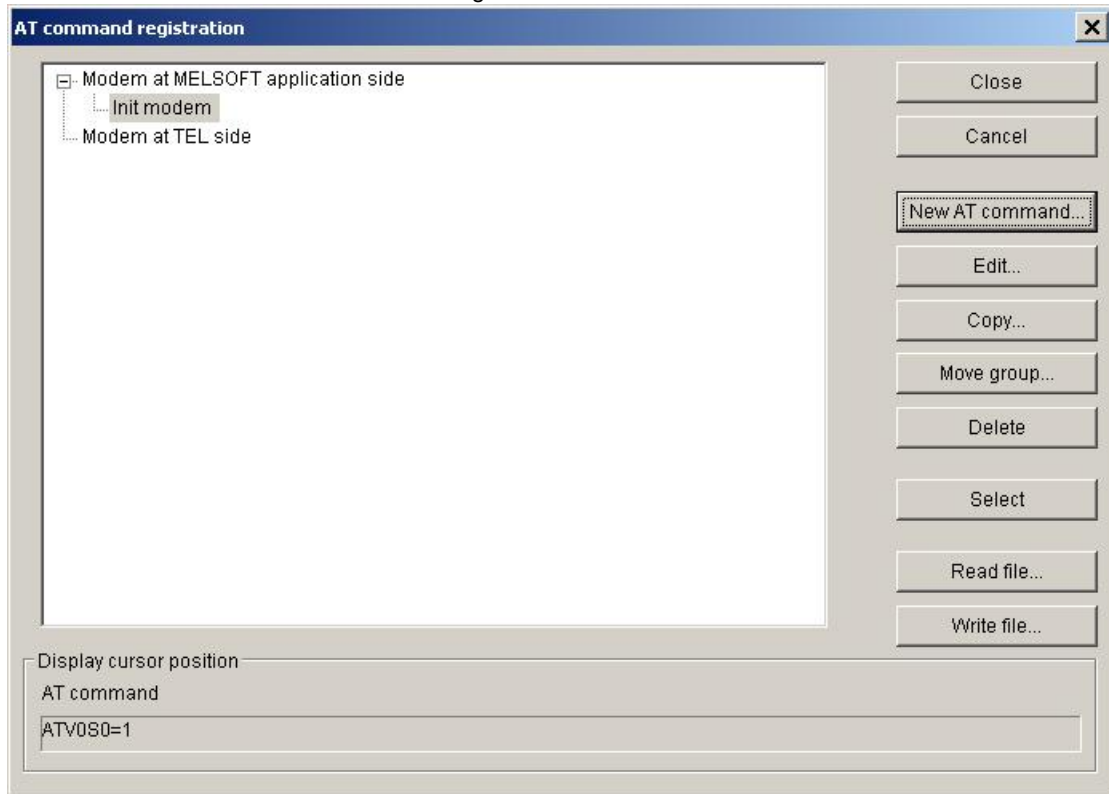 AT command registration
Modem at MELSOFT application side
Init modem
Modem at TEL side
Close
Cancel
New AT command...
Edit...
Copy...
Move group...
Delete
Select
Read file...
Write file...
Display cursor position
AT command
ATV0S0=1